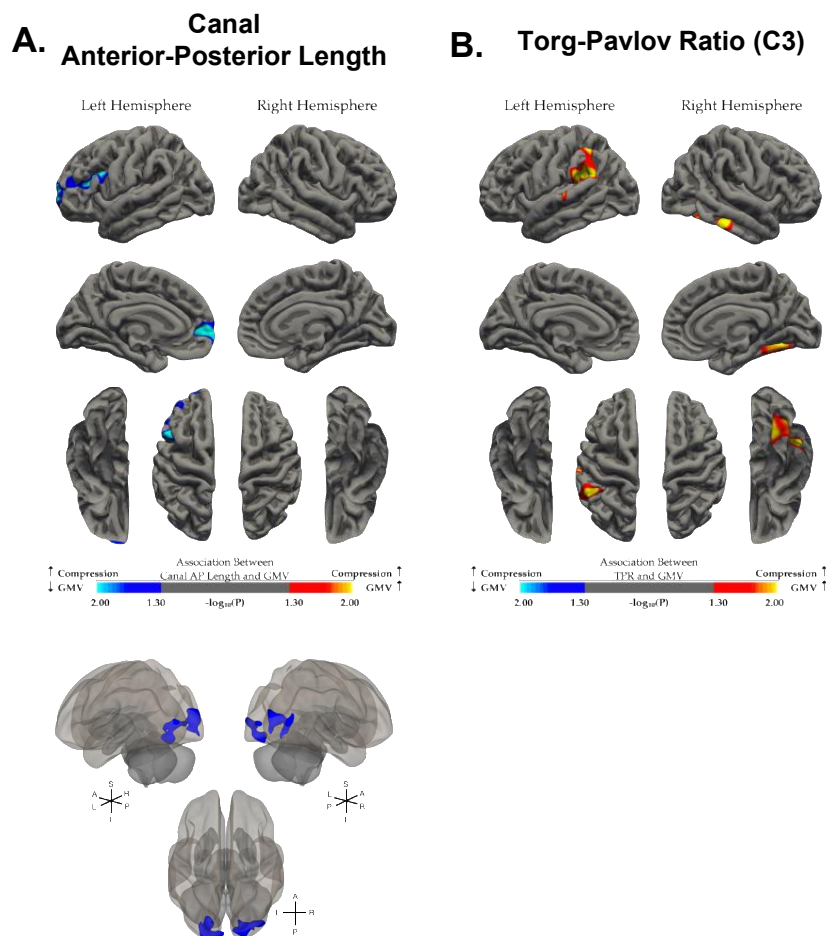 A.
Canal
Anterior-Posterior Length
Left Hemisphere
Right Hemisphere
Association Between
Canal AP Length and GMV
↑ Compression
↓ GMV
Compression ↑
GMV ↑
2.00
1.30
-log₁₀(P)
1.30
2.00
S
A R
L P
I
S
L A
P R
I
A
I R
P
B.
Torg-Pavlov Ratio (C3)
Left Hemisphere
Right Hemisphere
Association Between
TPR and GMV
↑ Compression
↓ GMV
Compression ↑
GMV ↑
2.00
1.30
-log₁₀(P)
1.30
2.00